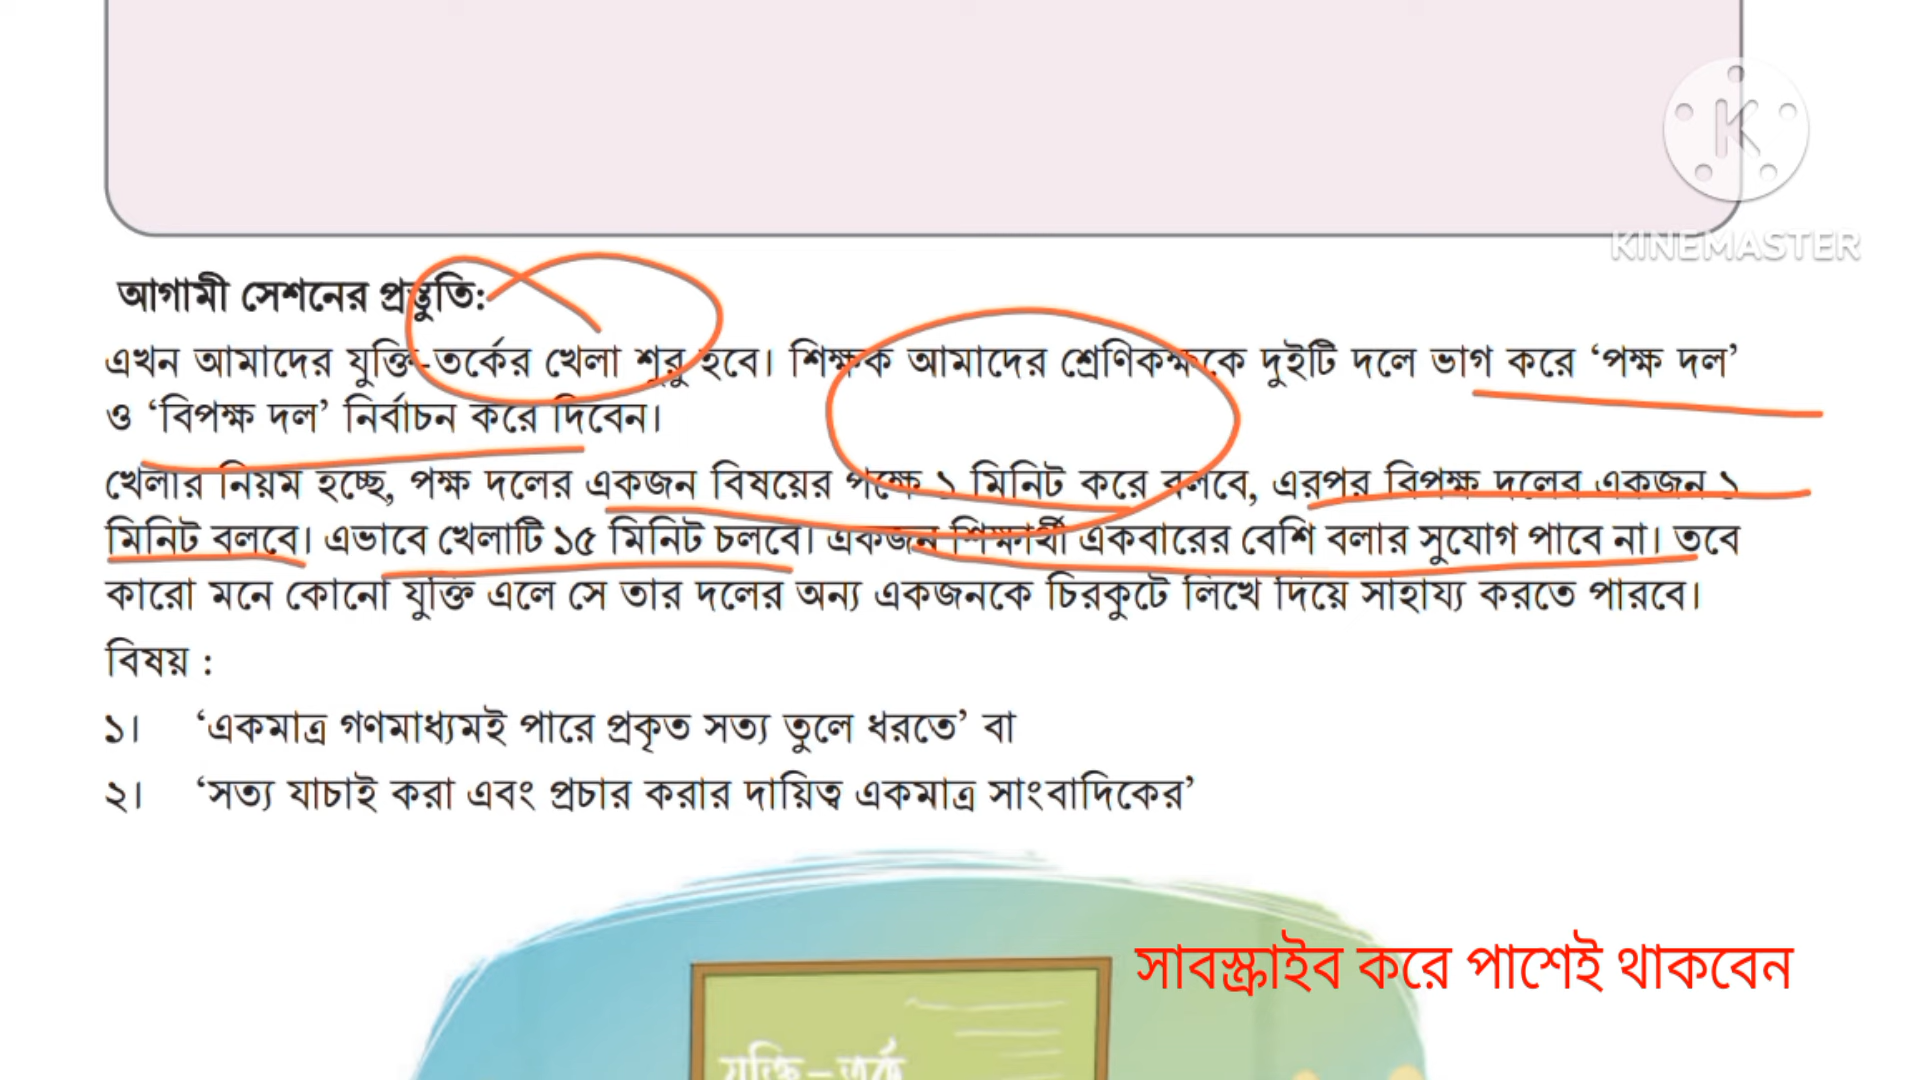 KINEMASTER
আগামী সেশনের প্রস্তুতি:
এখন আমাদের যুক্তি-তর্কের খেলা শুরু হবে। শিক্ষক আমাদের শ্রেণিকক্ষকে দুইটি দলে ভাগ করে ‘পক্ষ দল’
ও ‘বিপক্ষ দল’ নির্বাচন করে দিবেন।
খেলার নিয়ম হচ্ছে, পক্ষ দলের একজন বিষয়ের পক্ষে ১ মিনিট করে বলবে, এরপর বিপক্ষ দলের একজন ১
মিনিট বলবে। এভাবে খেলাটি ১৫ মিনিট চলবে। একজন শিক্ষার্থী একবারের বেশি বলার সুযোগ পাবে না। তবে
কারো মনে কোনো যুক্তি এলে সে তার দলের অন্য একজনকে চিরকুটে লিখে দিয়ে সাহায্য করতে পারবে।
বিষয় :
১। ‘একমাত্র গণমাধ্যমই পারে প্রকৃত সত্য তুলে ধরতে’ বা
২। ‘সত্য যাচাই করা এবং প্রচার করার দায়িত্ব একমাত্র সাংবাদিকের’
সাবস্ক্রাইব করে পাশেই থাকবেন
যুক্তি-তর্ক